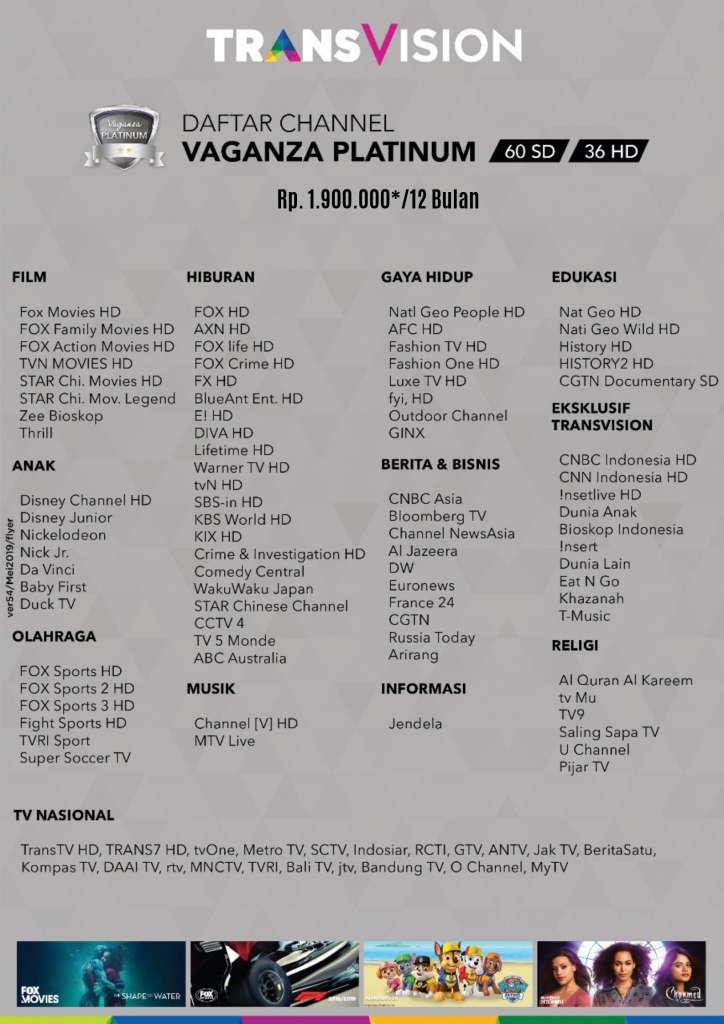 TRANSVISION
Vaganza
PLATINUM
DAFTAR CHANNEL
VAGANZA PLATINUM 60 SD 36 HD
Rp. 1.900.000*/12 Bulan
FILM
Fox Movies HD
FOX Family Movies HD
FOX Action Movies HD
TVN MOVIES HD
STAR Chi. Movies HD
STAR Chi. Mov. Legend
Zee Bioskop
Thrill
ANAK
Disney Channel HD
Disney Junior
Nickelodeon
Nick Jr.
Da Vinci
Baby First
Duck TV
OLAHRAGA
FOX Sports HD
FOX Sports 2 HD
FOX Sports 3 HD
Fight Sports HD
TVRI Sport
Super Soccer TV
HIBURAN
FOX HD
AXN HD
FOX life HD
FOX Crime HD
FX HD
BlueAnt Ent. HD
E! HD
DIVA HD
Lifetime HD
Warner TV HD
tvN HD
SBS-in HD
KBS World HD
KIX HD
Crime & Investigation HD
Comedy Central
WakuWaku Japan
STAR Chinese Channel
CCTV 4
TV 5 Monde
ABC Australia
MUSIK
Channel [V] HD
MTV Live
GAYA HIDUP
Natl Geo People HD
AFC HD
Fashion TV HD
Fashion One HD
Luxe TV HD
fyi, HD
Outdoor Channel
GINX
BERITA & BISNIS
CNBC Asia
Bloomberg TV
Channel NewsAsia
Al Jazeera
DW
Euronews
France 24
CGTN
Russia Today
Arirang
INFORMASI
Jendela
EDUKASI
Nat Geo HD
Nati Geo Wild HD
History HD
HISTORY2 HD
CGTN Documentary SD
EKSKLUSIF
TRANSVISION
CNBC Indonesia HD
CNN Indonesia HD
!nsetlive HD
Dunia Anak
Bioskop Indonesia
!nsert
Dunia Lain
Eat N Go
Khazanah
T-Music
RELIGI
Al Quran Al Kareem
tv Mu
TV9
Saling Sapa TV
U Channel
Pijar TV
ver54/Mei2019/flyer
TV NASIONAL
TransTV HD, TRANS7 HD, tvOne, Metro TV, SCTV, Indosiar, RCTI, GTV, ANTV, Jak TV, BeritaSatu,
Kompas TV, DAAI TV, rtv, MNCTV, TVRI, Bali TV, jtv, Bandung TV, O Channel, MyTV
FOX
MOVIES
THE SHAPE OF WATER
FOX
F1 2018/2019
PAW PATROL
Charmed